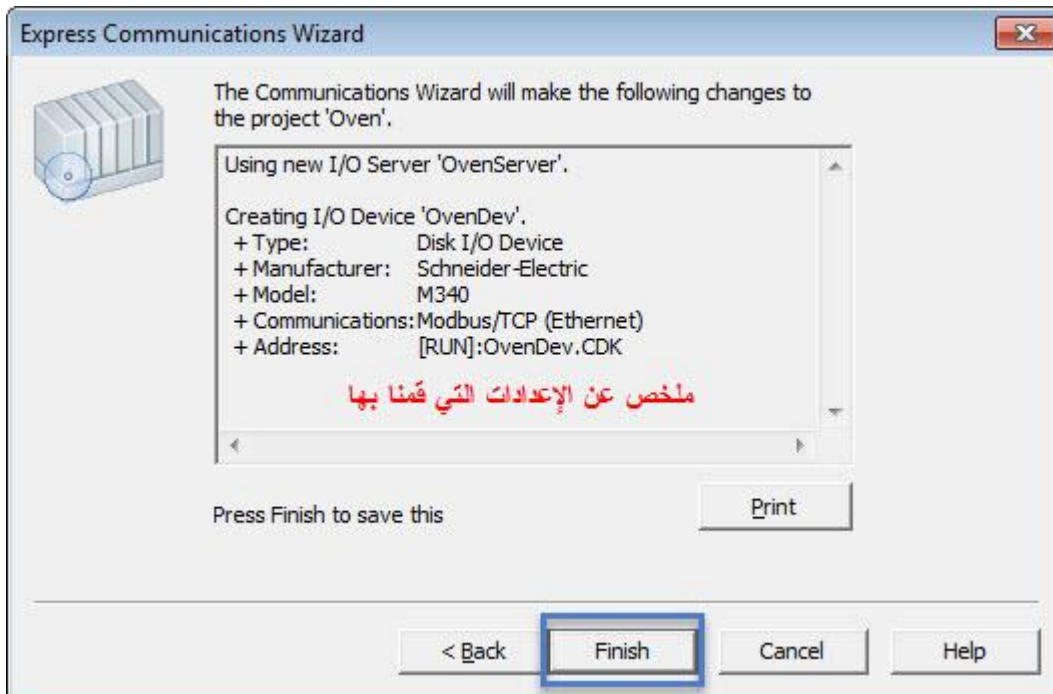 Express Communications Wizard
The Communications Wizard will make the following changes to
the project 'Oven'.
Using new I/O Server 'OvenServer'.
Creating I/O Device 'OvenDev'.
+ Type: Disk I/O Device
+ Manufacturer: Schneider-Electric
+ Model: M340
+ Communications: Modbus/TCP (Ethernet)
+ Address: [RUN]:OvenDev.CDK
ملخص عن الإعدادات التي قمنا بها
Press Finish to save this
Print
< Back Finish Cancel Help